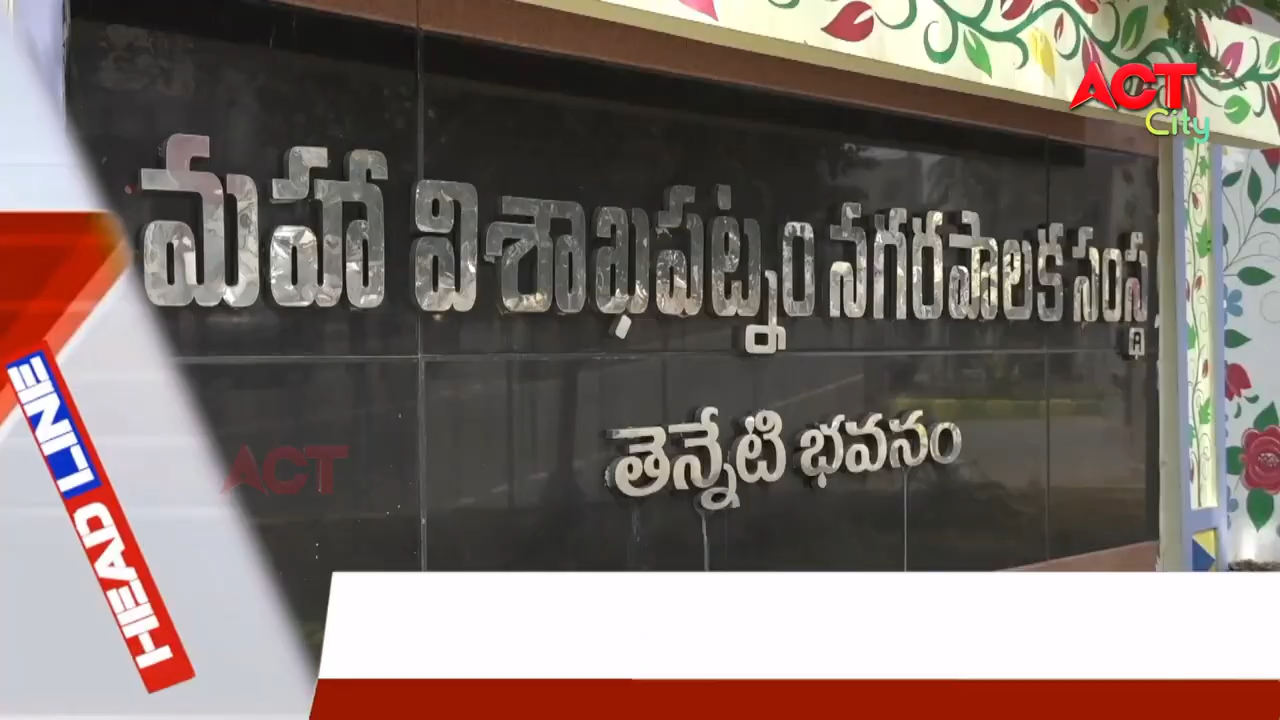 ACT
City
మహా విశాఖపట్నం నగరపాలక సంస్థ
తెన్నేటి భవనం
ACT
HEAD LINE